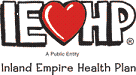 IEHP
A Public Entity
Inland Empire Health Plan